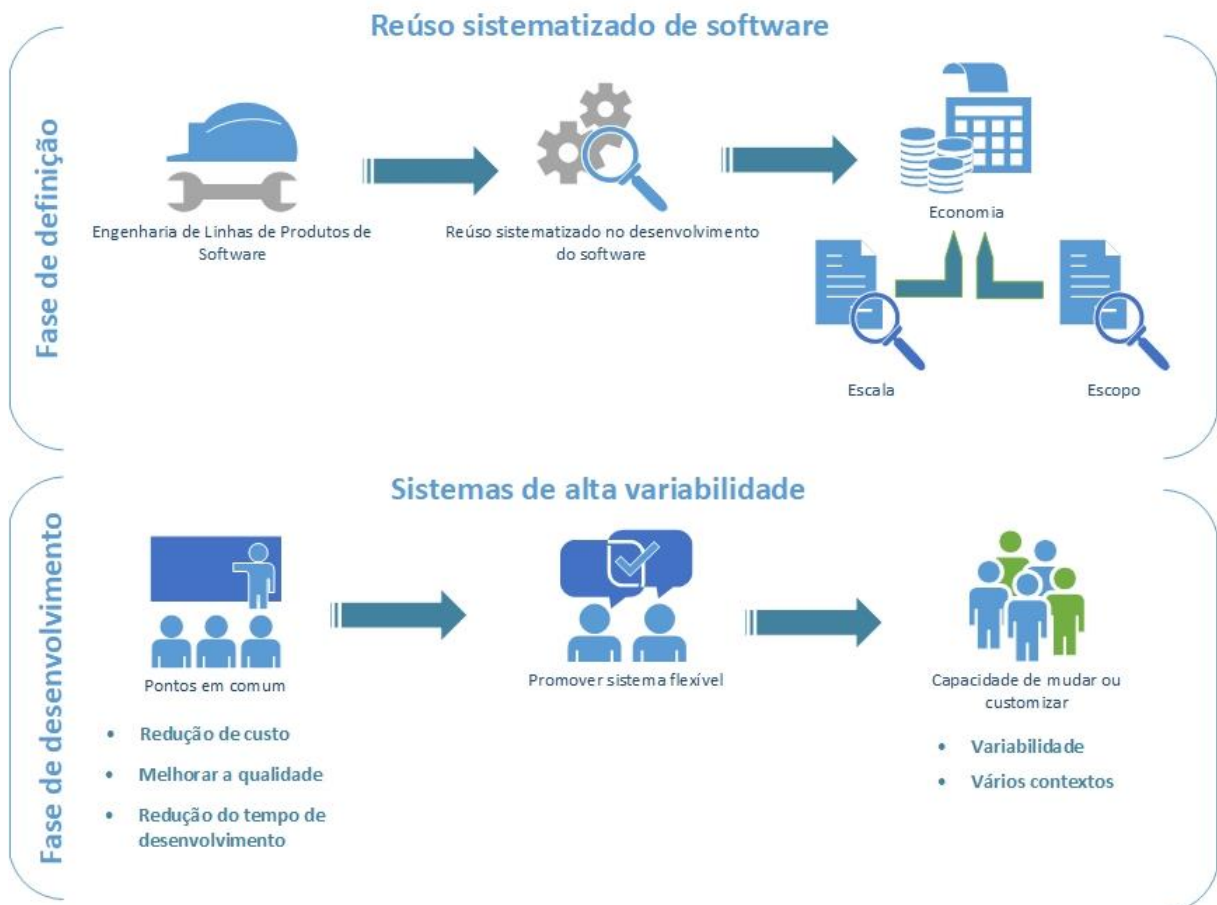 Reúso sistematizado de software
Fase de definição
Engenharia de Linhas de Produtos de
Software
Reúso sistematizado no desenvolvimento
do software
Economia
Escala
Escopo
Sistemas de alta variabilidade
Fase de desenvolvimento
Pontos em comum
• Redução de custo
• Melhorar a qualidade
• Redução do tempo de
desenvolvimento
Promover sistema flexível
Capacidade de mudar ou
customizar
• Variabilidade
• Vários contextos